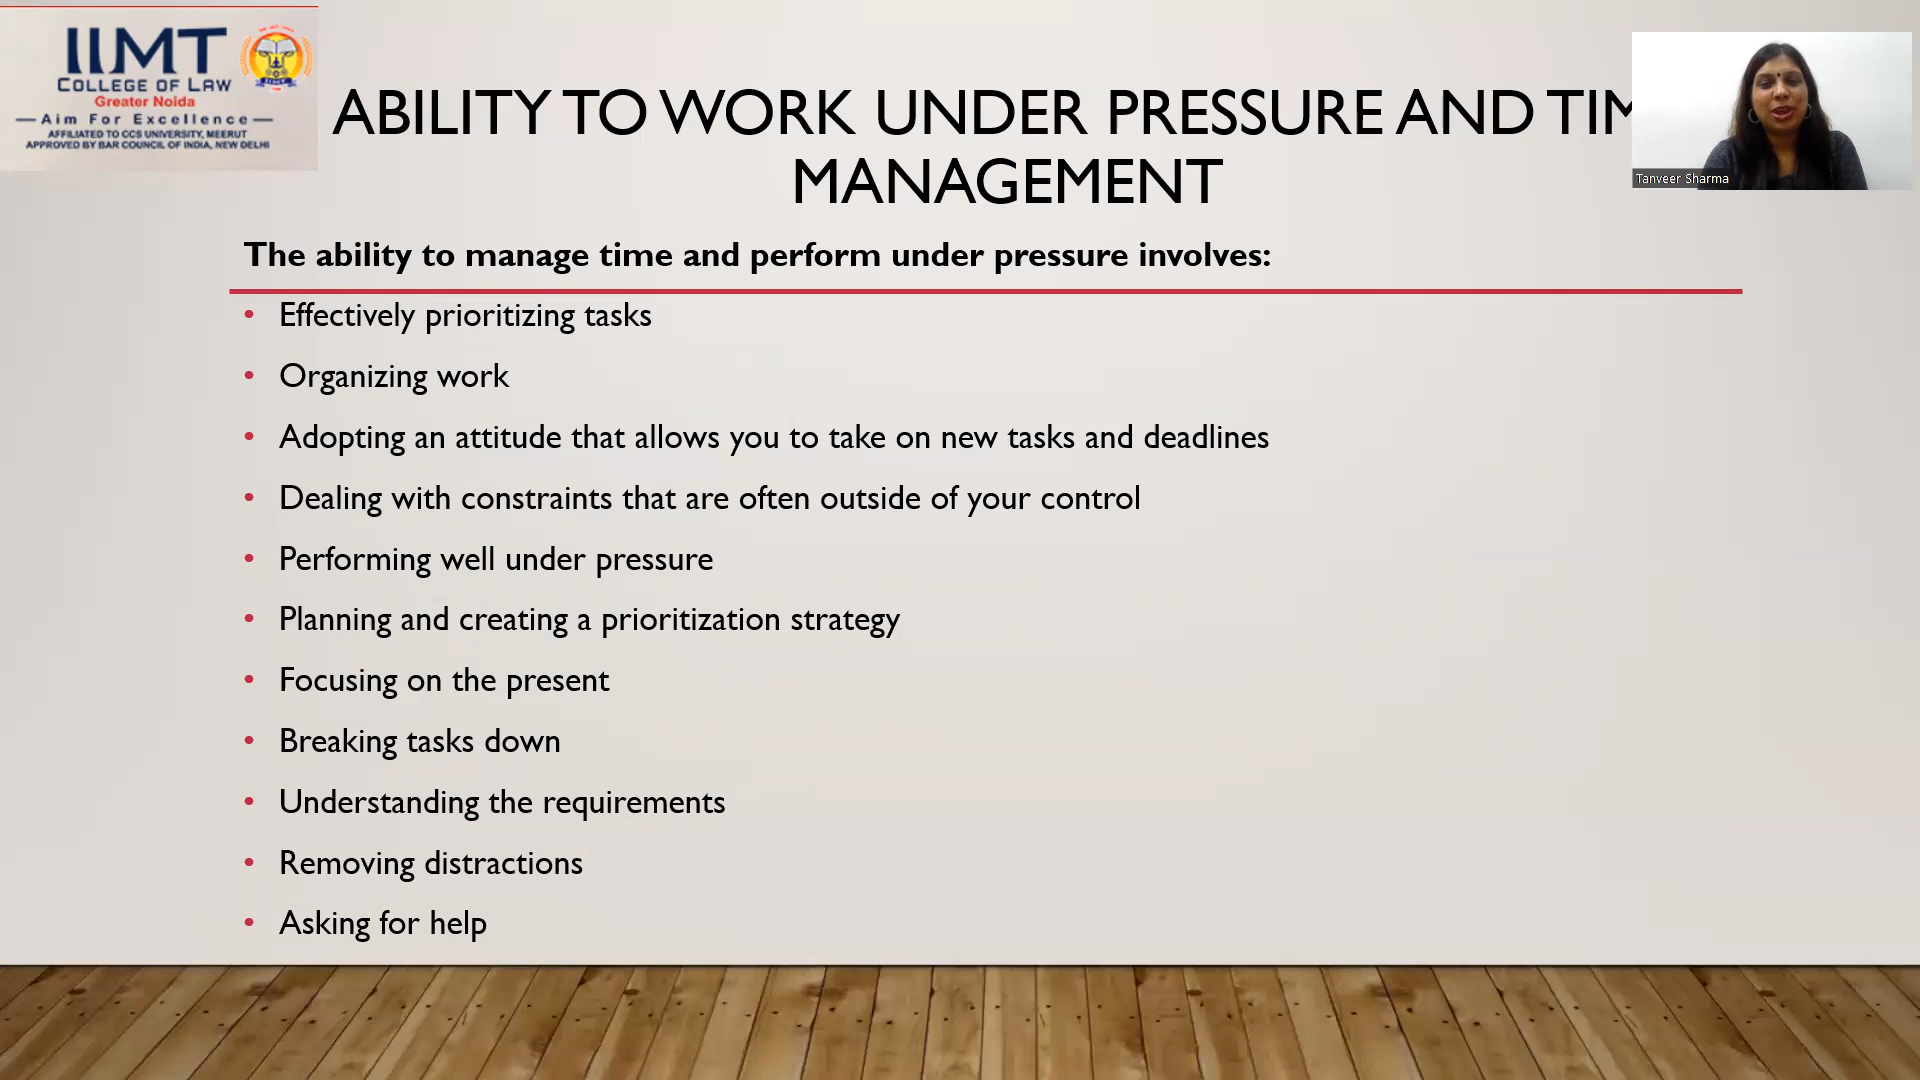 IIMT
COLLEGE OF LAW
Greater Noida
—Aim For Excellence—
AFFILIATED TO CCS UNIVERSITY, MEERUT
APPROVED BY BAR COUNCIL OF INDIA, NEW DELHI
ABILITY TO WORK UNDER PRESSURE AND TIM
MANAGEMENT
Tanveer Sharma
The ability to manage time and perform under pressure involves:
• Effectively prioritizing tasks
• Organizing work
• Adopting an attitude that allows you to take on new tasks and deadlines
• Dealing with constraints that are often outside of your control
• Performing well under pressure
• Planning and creating a prioritization strategy
• Focusing on the present
• Breaking tasks down
• Understanding the requirements
• Removing distractions
• Asking for help